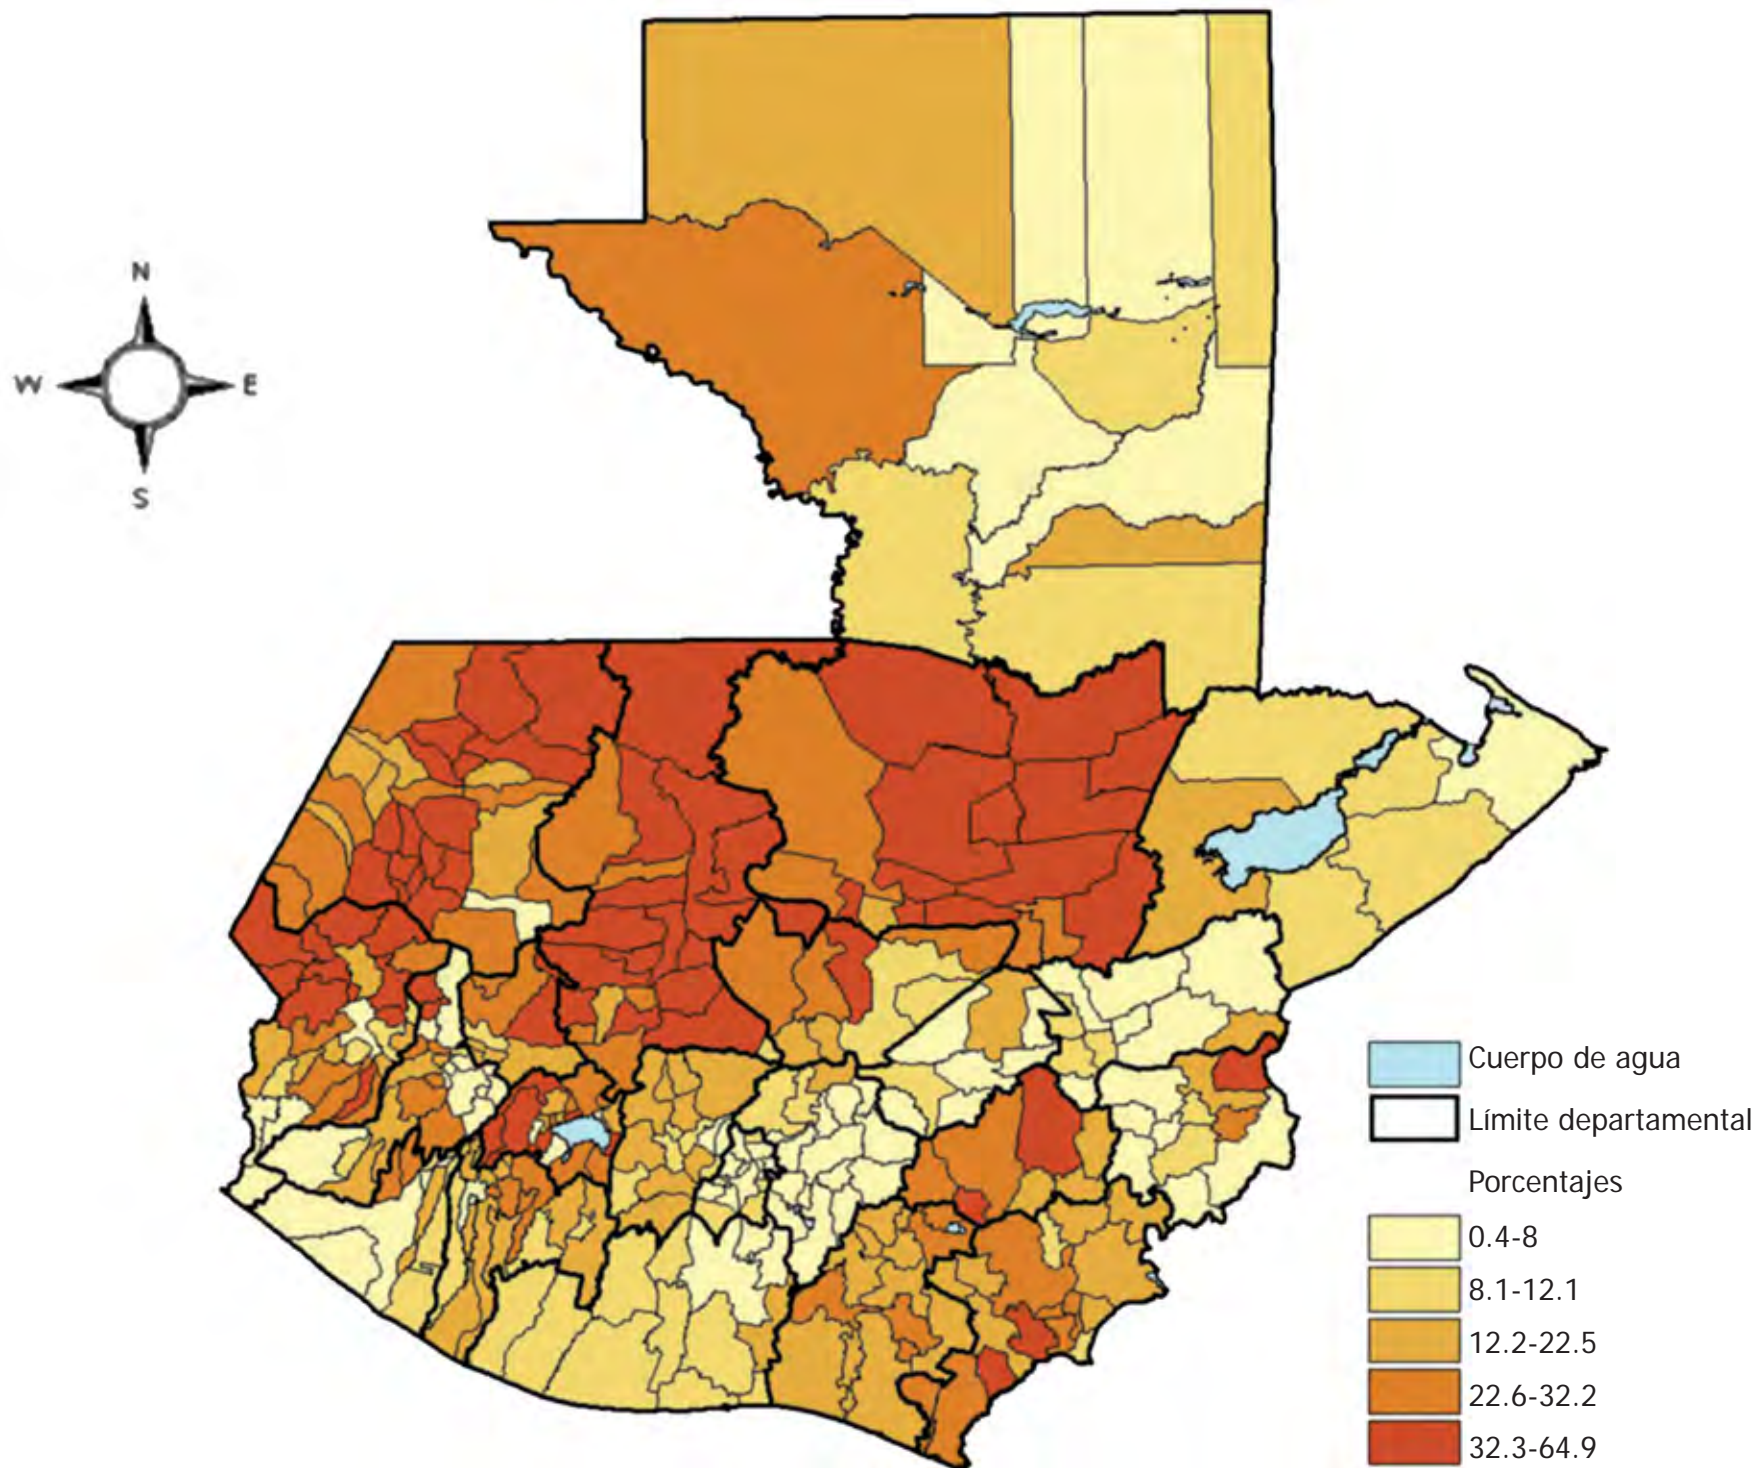 N
W
E
S
Cuerpo de agua
Límite departamental
Porcentajes
0.4-8
8.1-12.1
12.2-22.5
22.6-32.2
32.3-64.9